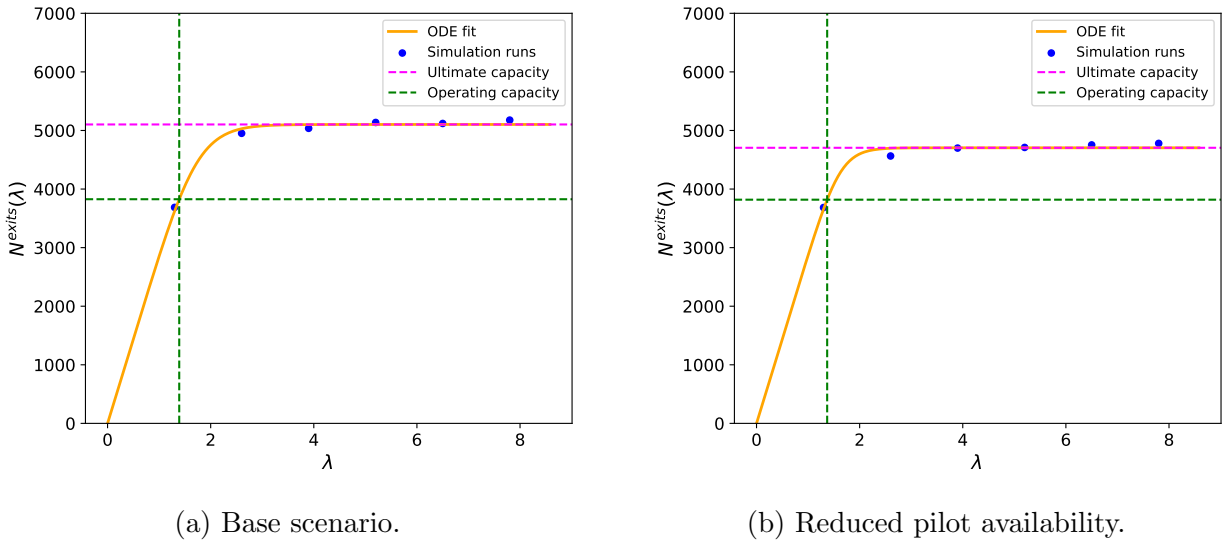 7000
6000
5000
4000
3000
2000
1000
0
N^{exits}(λ)
ODE fit
Simulation runs
Ultimate capacity
Operating capacity
0 2 4 6 8
λ
(a) Base scenario.
7000
6000
5000
4000
3000
2000
1000
0
N^{exits}(λ)
ODE fit
Simulation runs
Ultimate capacity
Operating capacity
0 2 4 6 8
λ
(b) Reduced pilot availability.